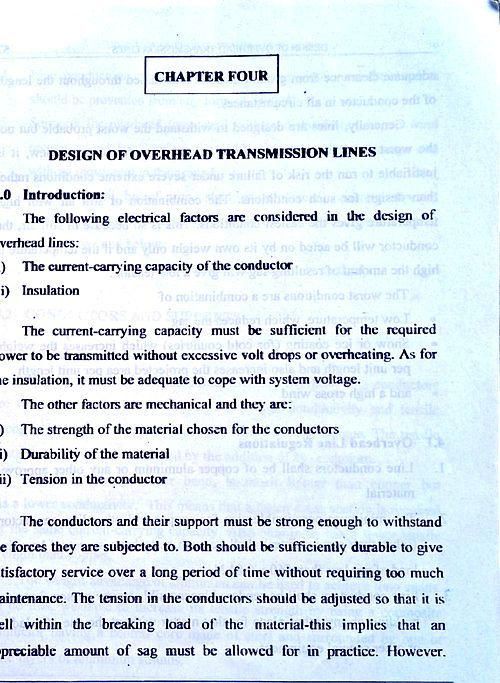 CHAPTER FOUR
DESIGN OF OVERHEAD TRANSMISSION LINES
.0 Introduction:
The following electrical factors are considered in the design of
verhead lines:
) The current-carrying capacity of the conductor
i) Insulation
The current-carrying capacity must be sufficient for the required
ower to be transmitted without excessive volt drops or overheating. As for
e insulation, it must be adequate to cope with system voltage.
The other factors are mechanical and they are:
) The strength of the material chosen for the conductors
i) Durability of the material
ii) Tension in the conductor
The conductors and their support must be strong enough to withstand
e forces they are subjected to. Both should be sufficiently durable to give
tisfactory service over a long period of time without requiring too much
aintenance. The tension in the conductors should be adjusted so that it is
ell within the breaking load of the material-this implies that an
preciable amount of sag must be allowed for in practice. However.